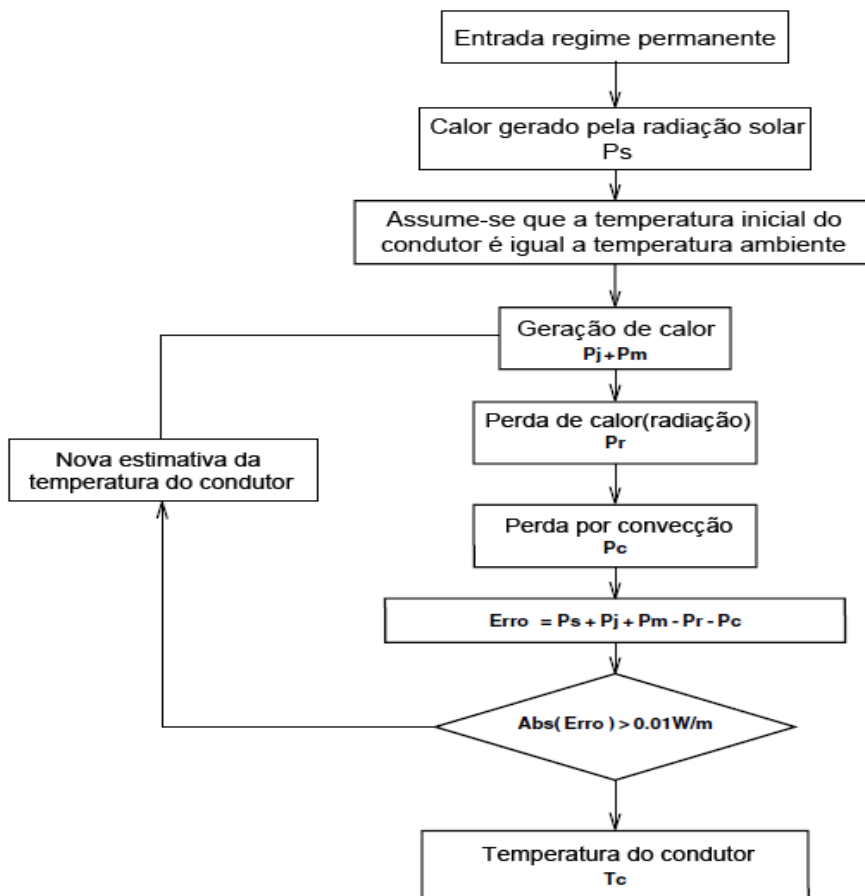 Entrada regime permanente
Calor gerado pela radiação solar
Ps
Assume-se que a temperatura inicial do
condutor é igual a temperatura ambiente
Geração de calor
Pj+Pm
Perda de calor(radiação)
Pr
Nova estimativa da
temperatura do condutor
Perda por convecção
Pc
Erro = Ps + Pj + Pm - Pr - Pc
Abs( Erro ) > 0.01W/m
Temperatura do condutor
Tc